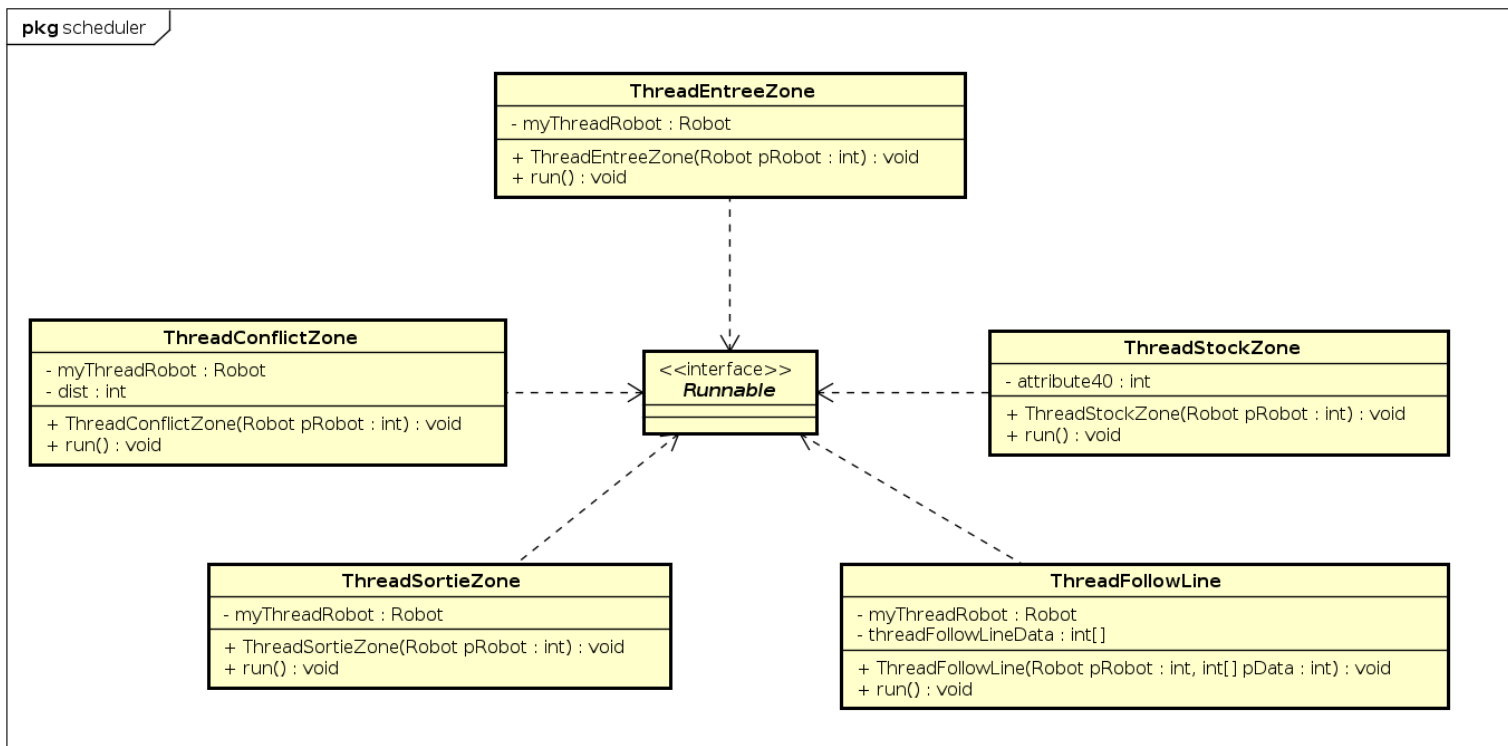 pkg scheduler
ThreadEntreeZone
- myThreadRobot : Robot
+ ThreadEntreeZone(Robot pRobot : int) : void
+ run() : void
ThreadConflictZone
- myThreadRobot : Robot
- dist : int
+ ThreadConflictZone(Robot pRobot : int) : void
+ run() : void
<<interface>>
Runnable
ThreadStockZone
- attribute40 : int
+ ThreadStockZone(Robot pRobot : int) : void
+ run() : void
ThreadSortieZone
- myThreadRobot : Robot
+ ThreadSortieZone(Robot pRobot : int) : void
+ run() : void
ThreadFollowLine
- myThreadRobot : Robot
- threadFollowLineData : int[]
+ ThreadFollowLine(Robot pRobot : int, int[] pData : int) : void
+ run() : void